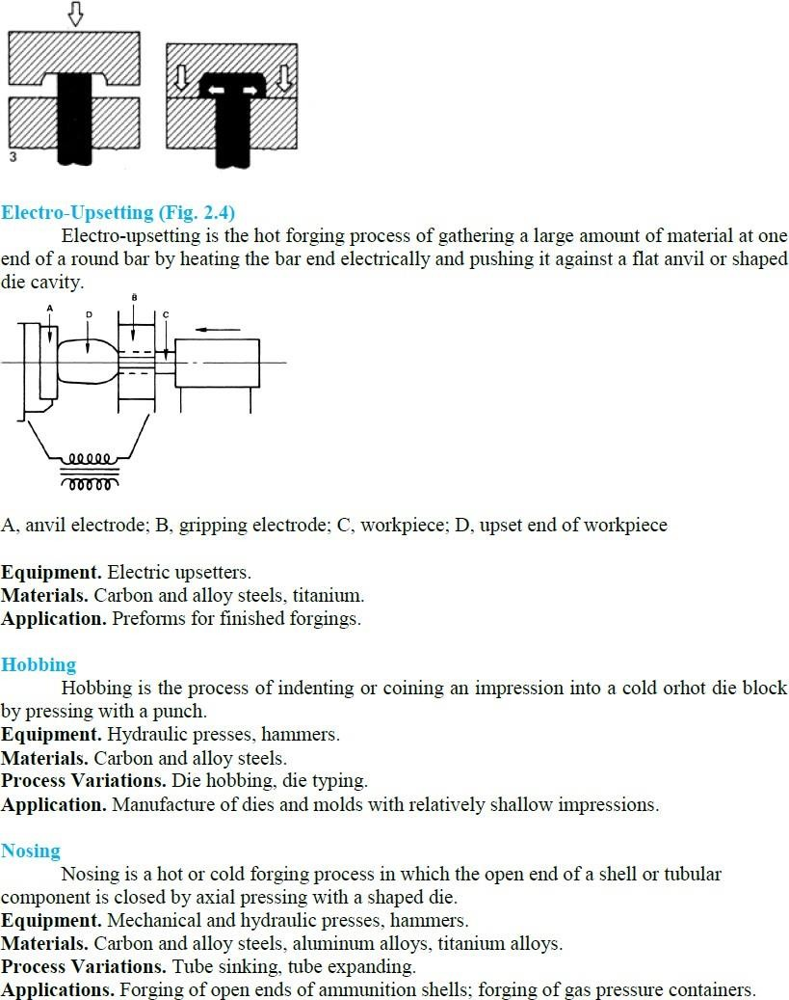 3
Electro-Upsetting (Fig. 2.4)
Electro-upsetting is the hot forging process of gathering a large amount of material at one
end of a round bar by heating the bar end electrically and pushing it against a flat anvil or shaped
die cavity.
B
A
D
C
A, anvil electrode; B, gripping electrode; C, workpiece; D, upset end of workpiece
Equipment. Electric upsetters.
Materials. Carbon and alloy steels, titanium.
Application. Preforms for finished forgings.
Hobbing
Hobbing is the process of indenting or coining an impression into a cold orhot die block
by pressing with a punch.
Equipment. Hydraulic presses, hammers.
Materials. Carbon and alloy steels.
Process Variations. Die hobbing, die typing.
Application. Manufacture of dies and molds with relatively shallow impressions.
Nosing
Nosing is a hot or cold forging process in which the open end of a shell or tubular
component is closed by axial pressing with a shaped die.
Equipment. Mechanical and hydraulic presses, hammers.
Materials. Carbon and alloy steels, aluminum alloys, titanium alloys.
Process Variations. Tube sinking, tube expanding.
Applications. Forging of open ends of ammunition shells; forging of gas pressure containers.